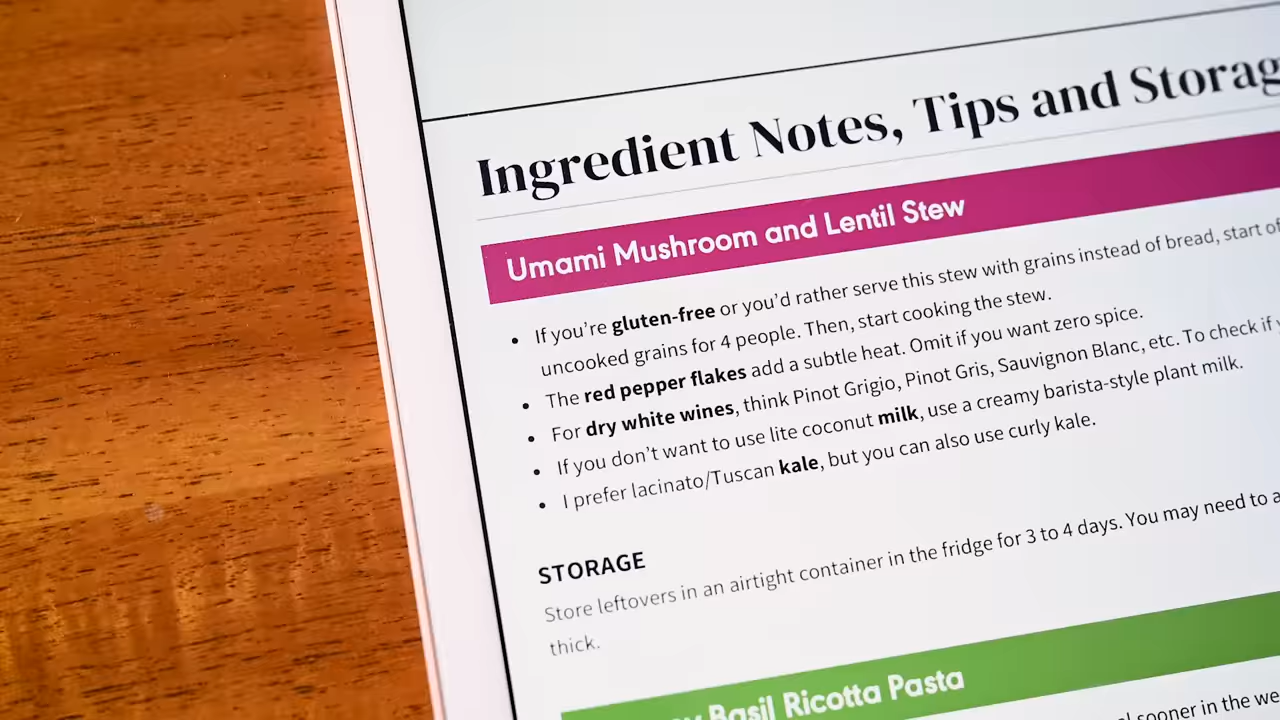 Ingredient Notes, Tips and Storag
Umami Mushroom and Lentil Stew
• If you're gluten-free or you'd rather serve this stew with grains instead of bread, start of
uncooked grains for 4 people. Then, start cooking the stew.
• The red pepper flakes add a subtle heat. Omit if you want zero spice.
• For dry white wines, think Pinot Grigio, Pinot Gris, Sauvignon Blanc, etc. To check if
• If you don't want to use lite coconut milk, use a creamy barista-style plant milk.
• I prefer lacinato/Tuscan kale, but you can also use curly kale.
STORAGE
Store leftovers in an airtight container in the fridge for 3 to 4 days. You may need to a
thick.
Basil Ricotta Pasta
sooner in the we